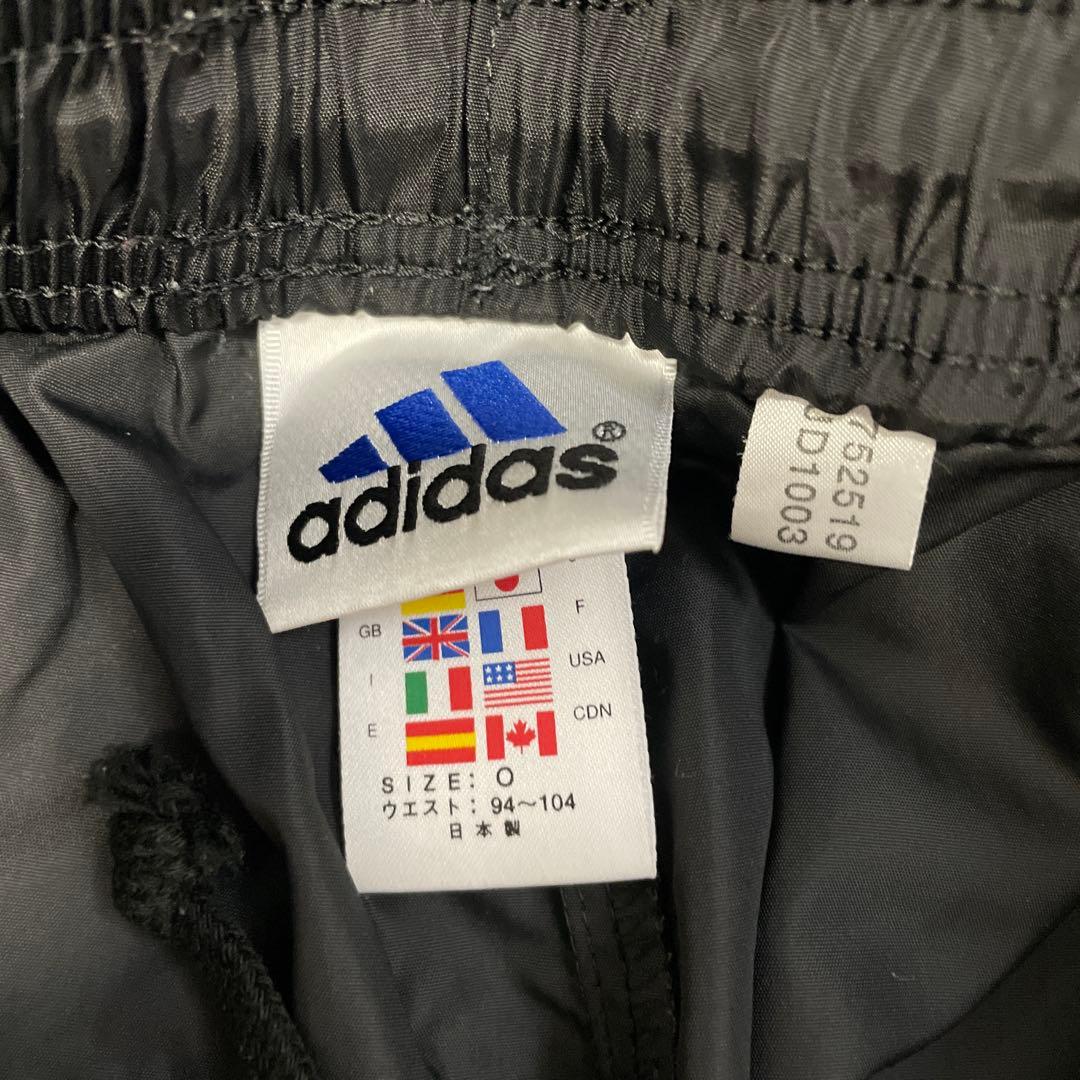 adidas®
752519
D1003
GB
F
I
USA
E
CDN
SIZE: O
ウエスト: 94〜104
日本製